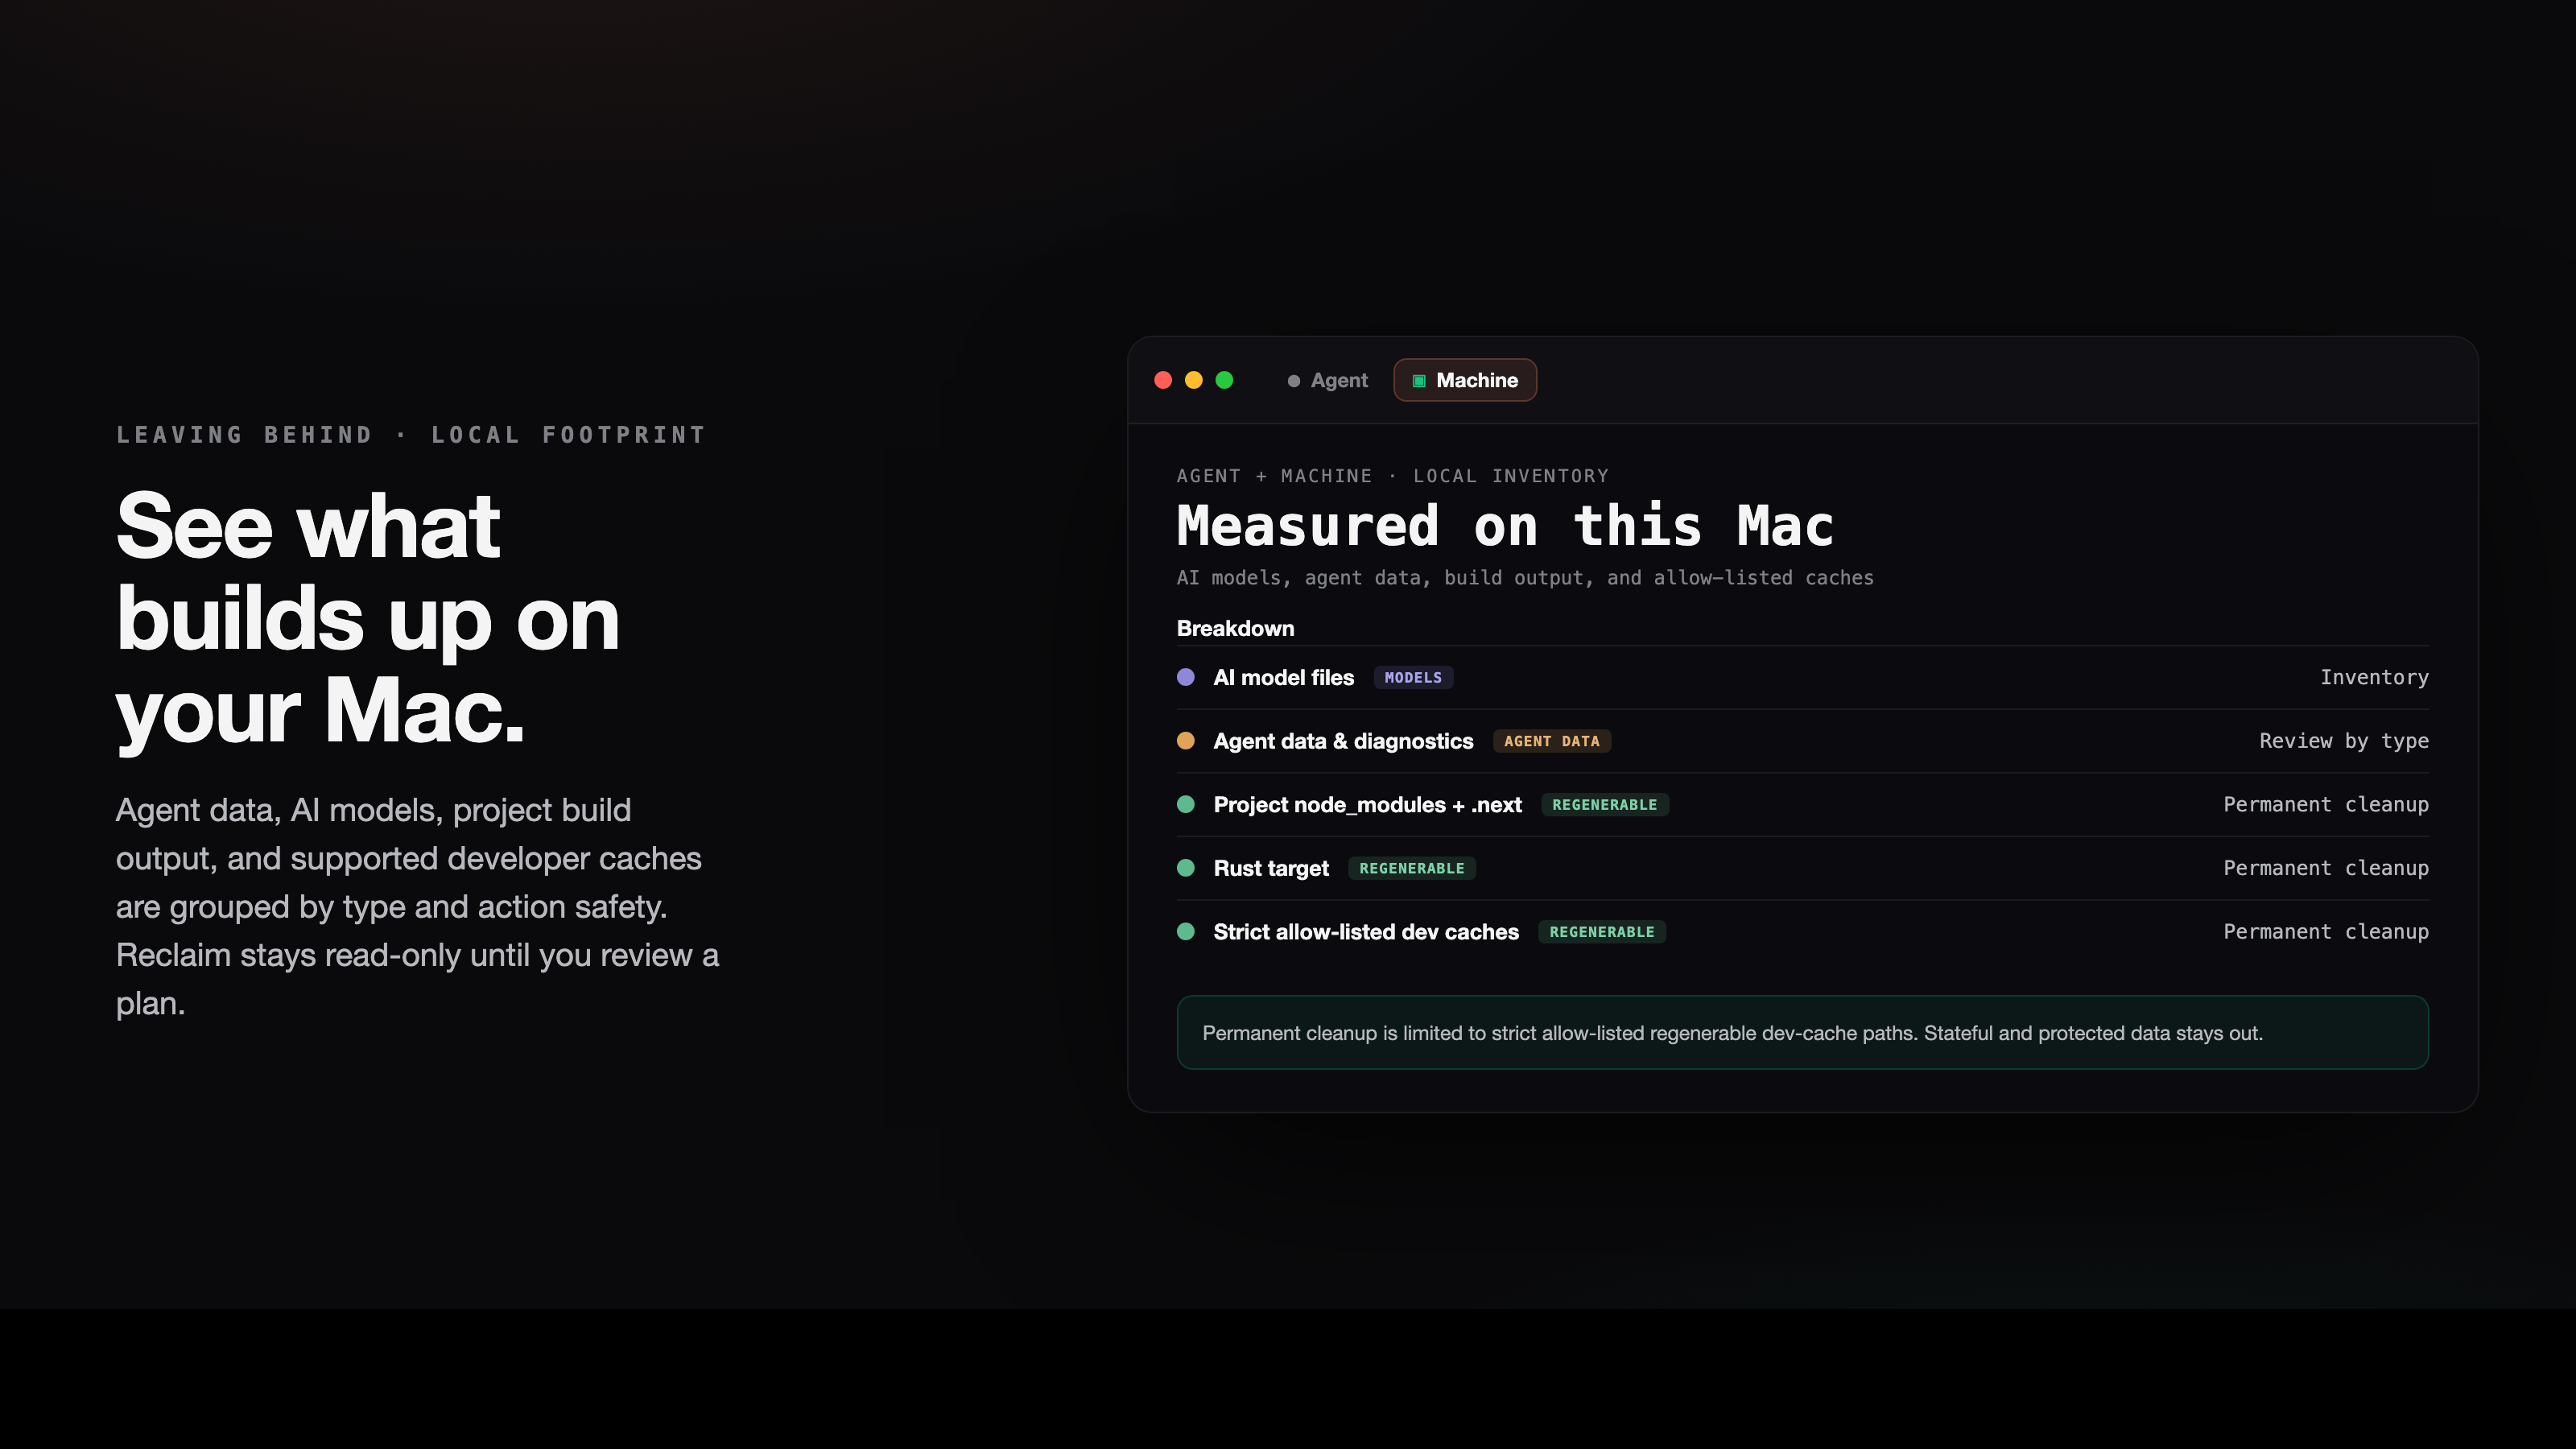 LEAVING BEHIND · LOCAL FOOTPRINT
See what
builds up on
your Mac.
Agent data, AI models, project build
output, and supported developer caches
are grouped by type and action safety.
Reclaim stays read-only until you review a
plan.
Agent
Machine
AGENT + MACHINE · LOCAL INVENTORY
Measured on this Mac
AI models, agent data, build output, and allow-listed caches
Breakdown
AI model files MODELS Inventory
Agent data & diagnostics AGENT DATA Review by type
Project node_modules + .next REGENERABLE Permanent cleanup
Rust target REGENERABLE Permanent cleanup
Strict allow-listed dev caches REGENERABLE Permanent cleanup
Permanent cleanup is limited to strict allow-listed regenerable dev-cache paths. Stateful and protected data stays out.